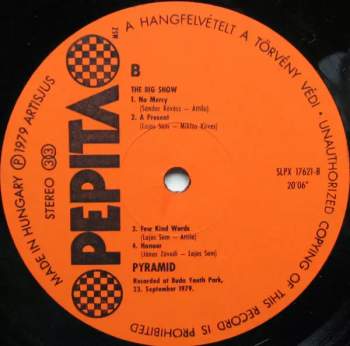 A HANGFELVÉTELT A TÖRVÉNY VÉDI · UNAUTHORIZED COPYING OF THIS RECORD IS PROHIBITED
MADE IN HUNGARY Ⓟ 1979 ARTISJUS
STEREO 33
PEPITA
MSZ
B
THE BIG SHOW
1. No Mercy
(Sándor Révész - Attila)
2. A Present
(Lajos Som - Miklós Köves)
SLPX 17621-B
20'06"
3. Few Kind Words
(Lajos Som - Attila)
4. Honour
(János Závodi - Lajos Som)
PYRAMID
Recorded at Buda Youth Park,
23. September 1979.